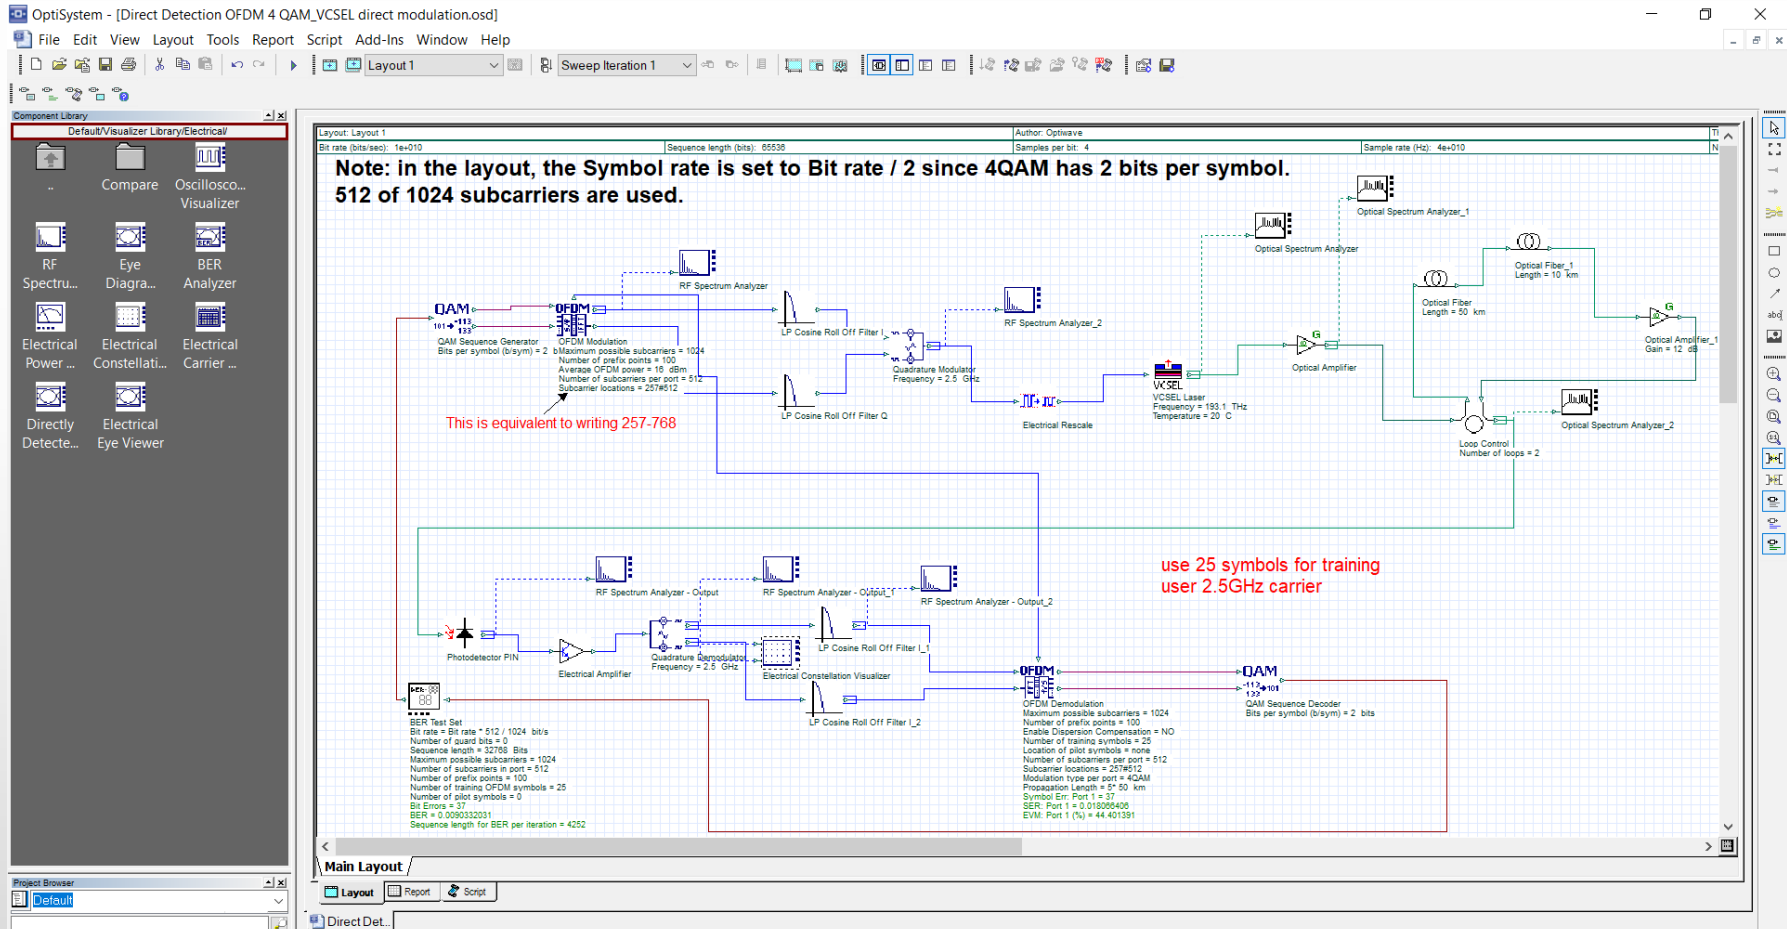 OptiSystem - [Direct Detection OFDM 4 QAM_VCSEL direct modulation.osd]
File Edit View Layout Tools Report Script Add-Ins Window Help
Layout 1
Sweep Iteration 1
Component Library
Default/Visualizer Library/Electrical/
..
Compare
Oscillosco...
Visualizer
RF
Spectru...
Eye
Diagra...
BER
Analyzer
Electrical
Power ...
Electrical
Constellati...
Electrical
Carrier ...
Directly
Detecte...
Electrical
Eye Viewer
Project Browser
Default
Layout: Layout 1
Author: Optiwave
Bit rate (bits/sec): 1e+010
Sequence length (bits): 65536
Samples per bit: 4
Sample rate (Hz): 4e+010
Note: in the layout, the Symbol rate is set to Bit rate / 2 since 4QAM has 2 bits per symbol.
512 of 1024 subcarriers are used.
Optical Spectrum Analyzer_1
Optical Spectrum Analyzer
RF Spectrum Analyzer
RF Spectrum Analyzer_2
Optical Fiber_1
Length = 10 km
Optical Fiber
Length = 50 km
Optical Amplifier_1
Gain = 12 dB
QAM
101
-113
133
QAM Sequence Generator
Bits per symbol (b/sym) = 2 b
OFDM
OFDM Modulation
Maximum possible subcarriers = 1024
Number of prefix points = 100
Average OFDM power = 16 dBm
Number of subcarriers per port = 512
Subcarrier locations = 257#512
This is equivalent to writing 257-768
LP Cosine Roll Off Filter I
LP Cosine Roll Off Filter Q
Quadrature Modulator
Frequency = 2.5 GHz
Electrical Rescale
VCSEL
VCSEL Laser
Frequency = 193.1 THz
Temperature = 20 C
G
Optical Amplifier
G
Loop Control
Number of loops = 2
Optical Spectrum Analyzer_2
use 25 symbols for training
user 2.5GHz carrier
RF Spectrum Analyzer - Output
RF Spectrum Analyzer - Output_1
RF Spectrum Analyzer - Output_2
Photodetector PIN
Electrical Amplifier
Quadrature Demodulator
Frequency = 2.5 GHz
Electrical Constellation Visualizer
LP Cosine Roll Off Filter I_1
LP Cosine Roll Off Filter I_2
BER Test Set
Bit rate = Bit rate * 512 / 1024 bit/s
Number of guard bits = 0
Sequence length = 32768 Bits
Maximum possible subcarriers = 1024
Number of subcarriers in port = 512
Number of prefix points = 100
Number of training OFDM symbols = 25
Number of pilot symbols = 0
Bit Errors = 37
BER = 0.0090332031
Sequence length for BER per iteration = 4252
OFDM
OFDM Demodulation
Maximum possible subcarriers = 1024
Number of prefix points = 100
Enable Dispersion Compensation = NO
Number of training symbols = 25
Location of pilot symbols = none
Number of subcarriers per port = 512
Subcarrier locations = 257#512
Modulation type per port = 4QAM
Propagation Length = 5* 50 km
Symbol Err: Port 1 = 37
SER: Port 1 = 0.018066406
EVM: Port 1 (%) = 44.401391
QAM
-113
133
101
QAM Sequence Decoder
Bits per symbol (b/sym) = 2 bits
Main Layout
Layout Report Script
Direct Det...